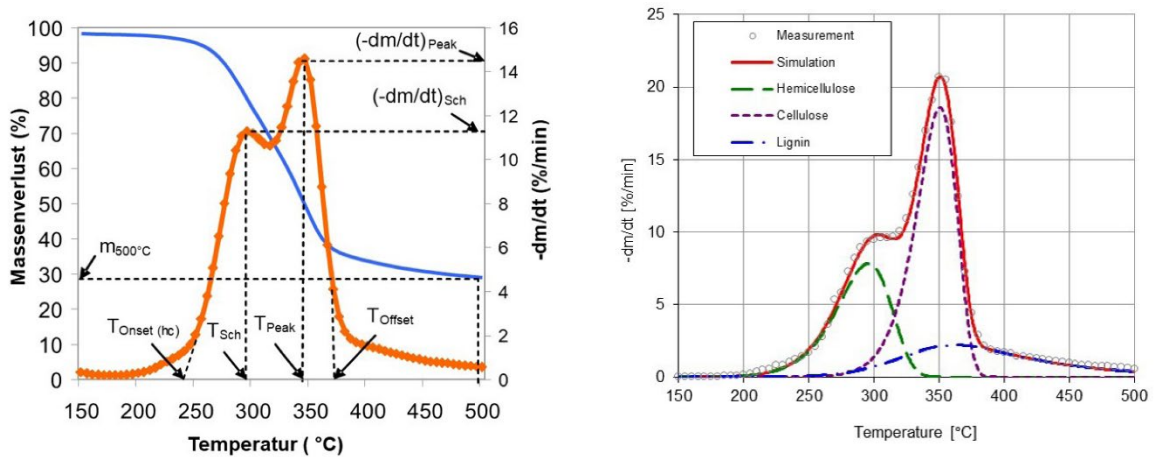 100
90
80
70
60
50
40
30
20
10
0
Massenverlust (%)
16
14
12
10
8
6
4
2
0
-dm/dt (%/min)
(-dm/dt)Peak
(-dm/dt)Sch
m500°C
TOnset (hc)
TSch
TPeak
TOffset
150 200 250 300 350 400 450 500
Temperatur ( °C)
25
20
15
10
5
0
-dm/dt [%/min]
Measurement
Simulation
Hemicellulose
Cellulose
Lignin
150 200 250 300 350 400 450 500
Temperature [°C]